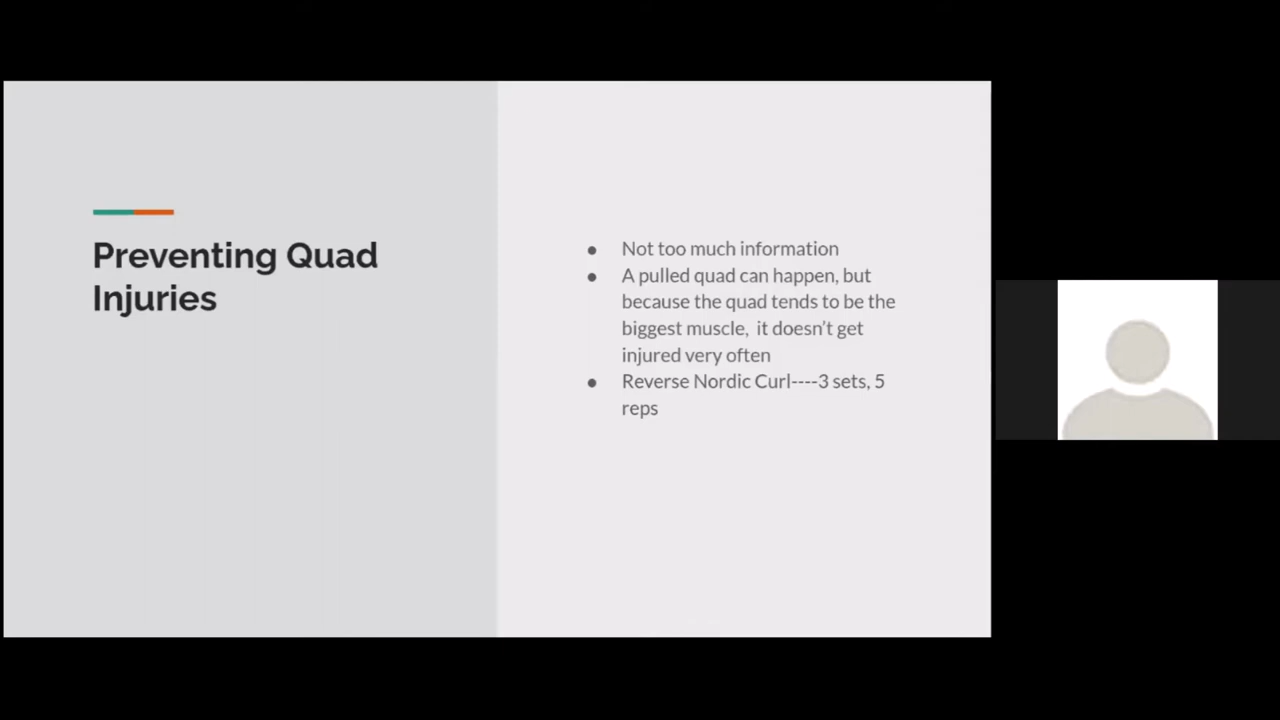 Preventing Quad
Injuries
● Not too much information
● A pulled quad can happen, but
because the quad tends to be the
biggest muscle,  it doesn't get
injured very often
● Reverse Nordic Curl----3 sets, 5
reps